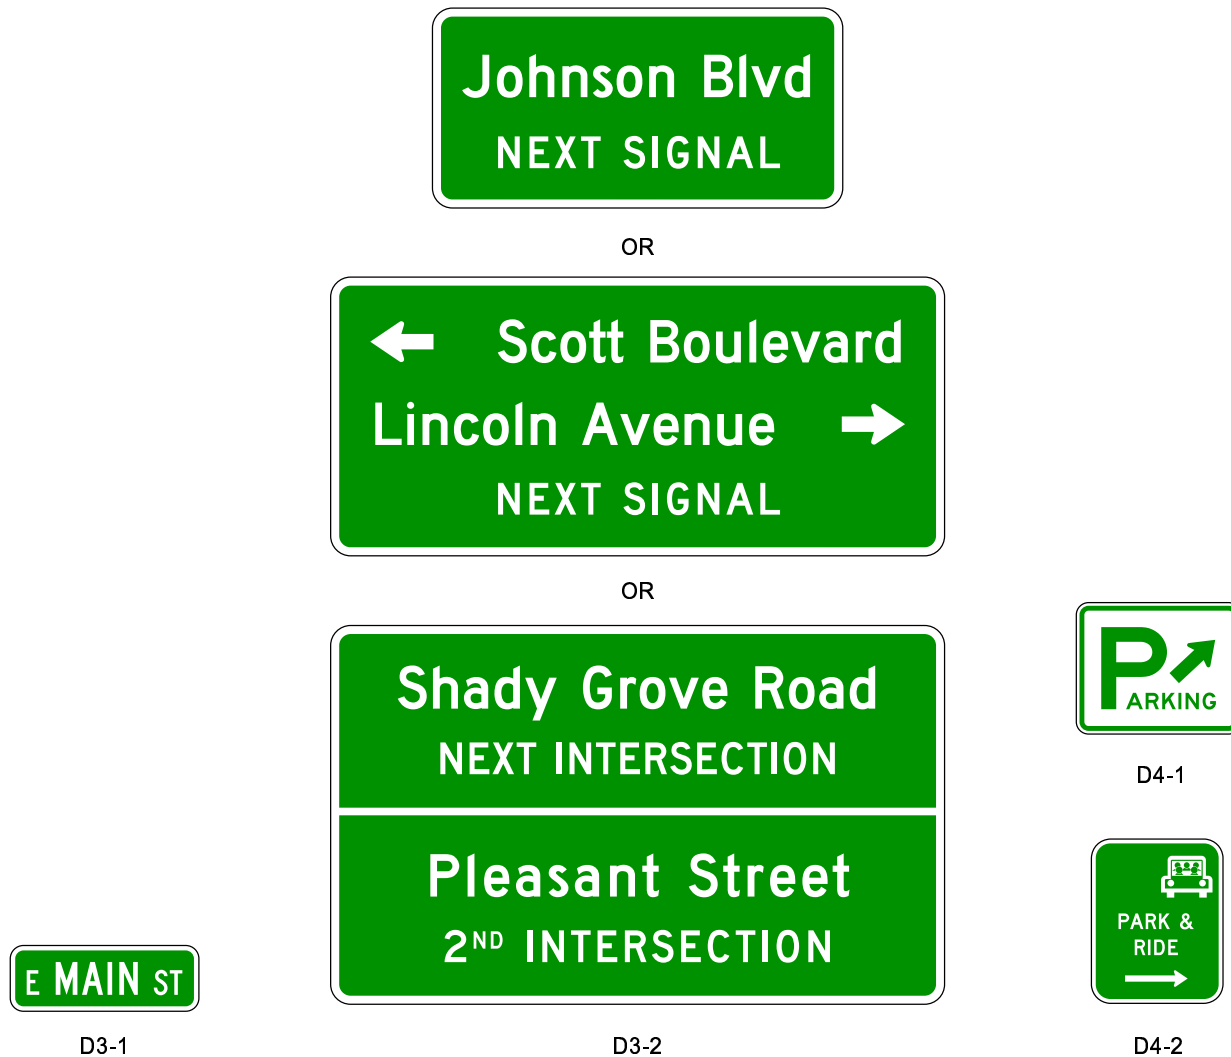 Johnson Blvd
NEXT SIGNAL
OR
Scott Boulevard
Lincoln Avenue
NEXT SIGNAL
OR
Shady Grove Road
NEXT INTERSECTION
Pleasant Street
2ND INTERSECTION
D3-2
E MAIN ST
D3-1
PARKING
D4-1
PARK &
RIDE
D4-2